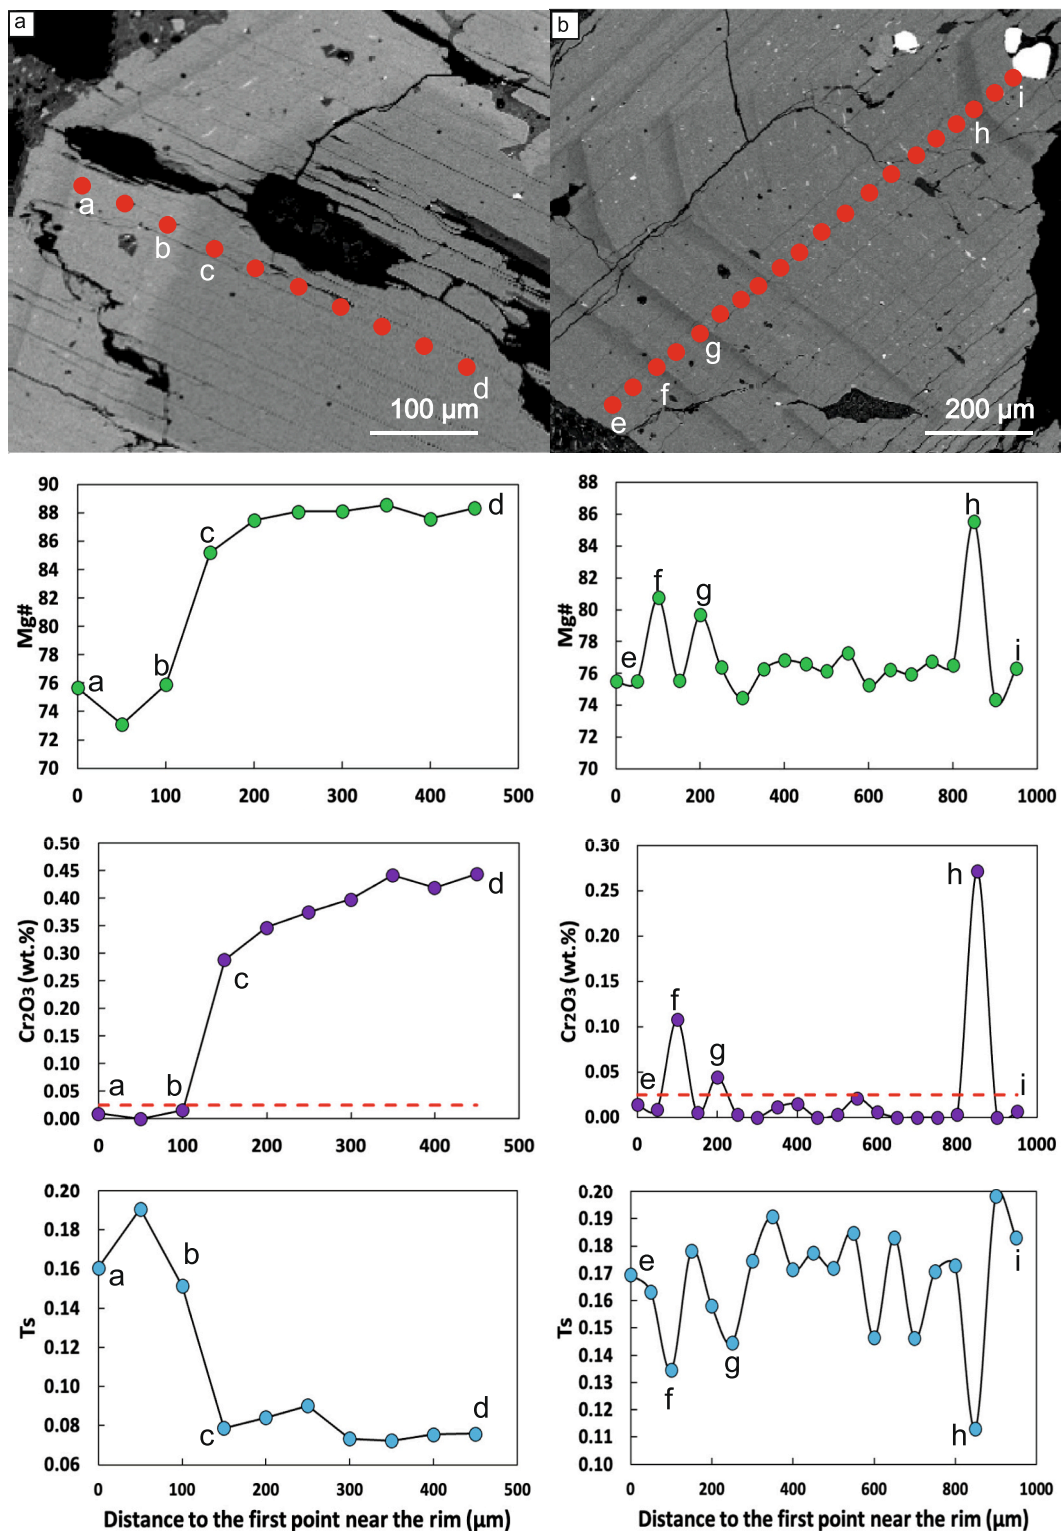 a
b
a
b
c
d
100 µm
e
f
g
h
i
200 µm
90
88
86
84
82
80
78
76
74
72
70
Mg#
a
b
c
d
0 100 200 300 400 500
88
86
84
82
80
78
76
74
72
70
Mg#
e
f
g
h
i
0 200 400 600 800 1000
0.50
0.45
0.40
0.35
0.30
0.25
0.20
0.15
0.10
0.05
0.00
Cr2O3 (wt.%)
a
b
c
d
0 100 200 300 400 500
0.30
0.25
0.20
0.15
0.10
0.05
0.00
Cr2O3 (wt.%)
e
f
g
h
i
0 200 400 600 800 1000
0.20
0.18
0.16
0.14
0.12
0.10
0.08
0.06
Ts
a
b
c
d
0 100 200 300 400 500
Distance to the first point near the rim (µm)
0.20
0.19
0.18
0.17
0.16
0.15
0.14
0.13
0.12
0.11
0.10
Ts
e
f
g
h
i
0 200 400 600 800 1000
Distance to the first point near the rim (µm)